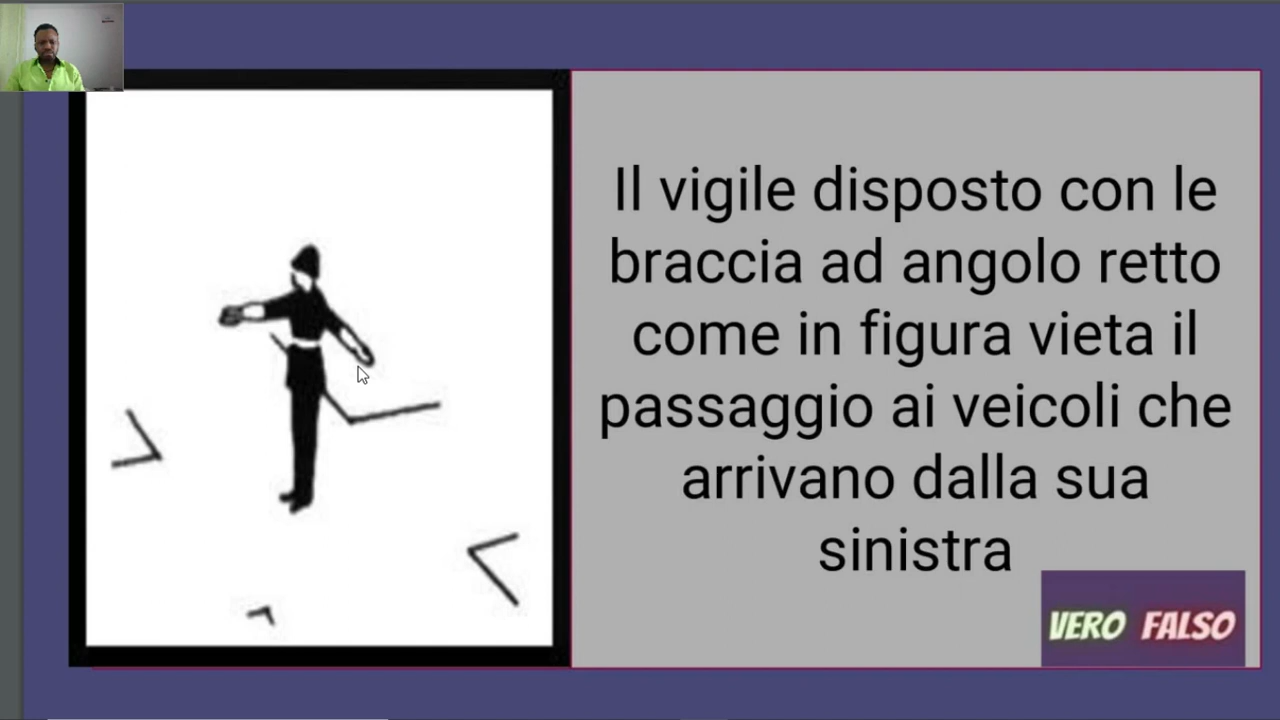 Il vigile disposto con le
braccia ad angolo retto
come in figura vieta il
passaggio ai veicoli che
arrivano dalla sua
sinistra
VERO FALSO